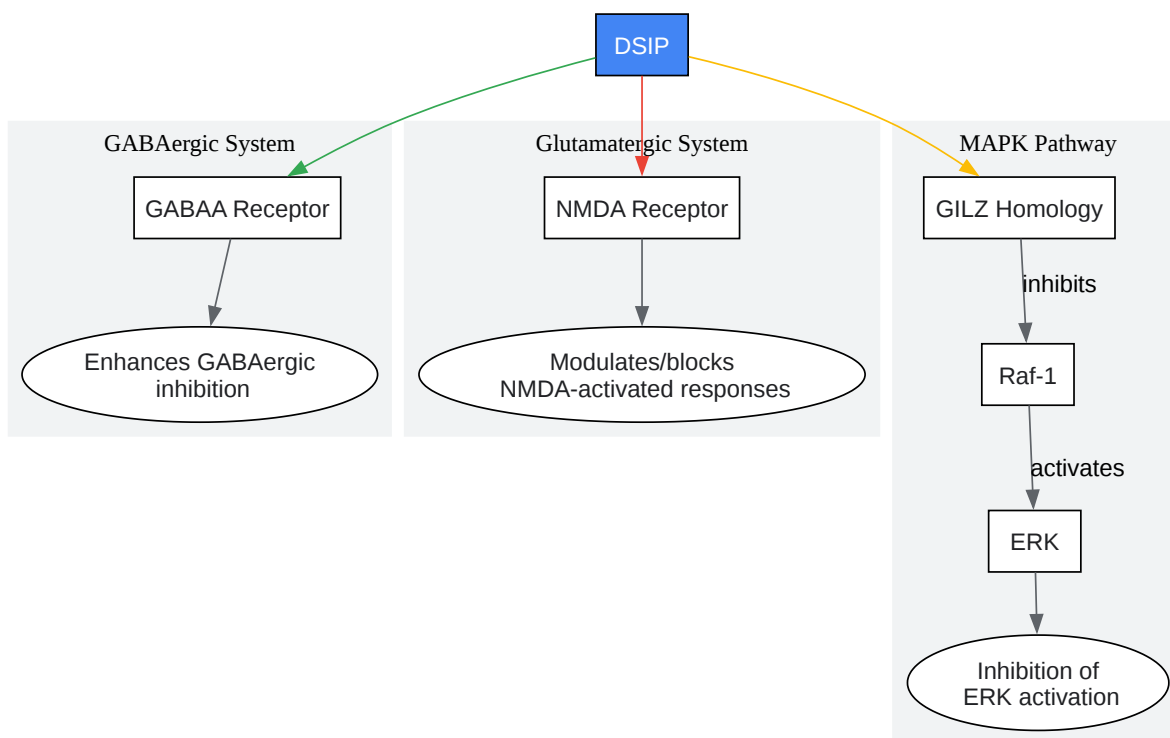 DSIP
GABAergic System
Glutamatergic System
MAPK Pathway
GABAA Receptor
NMDA Receptor
GILZ Homology
inhibits
Enhances GABAergic
inhibition
Modulates/blocks
NMDA-activated responses
Raf-1
activates
ERK
Inhibition of
ERK activation